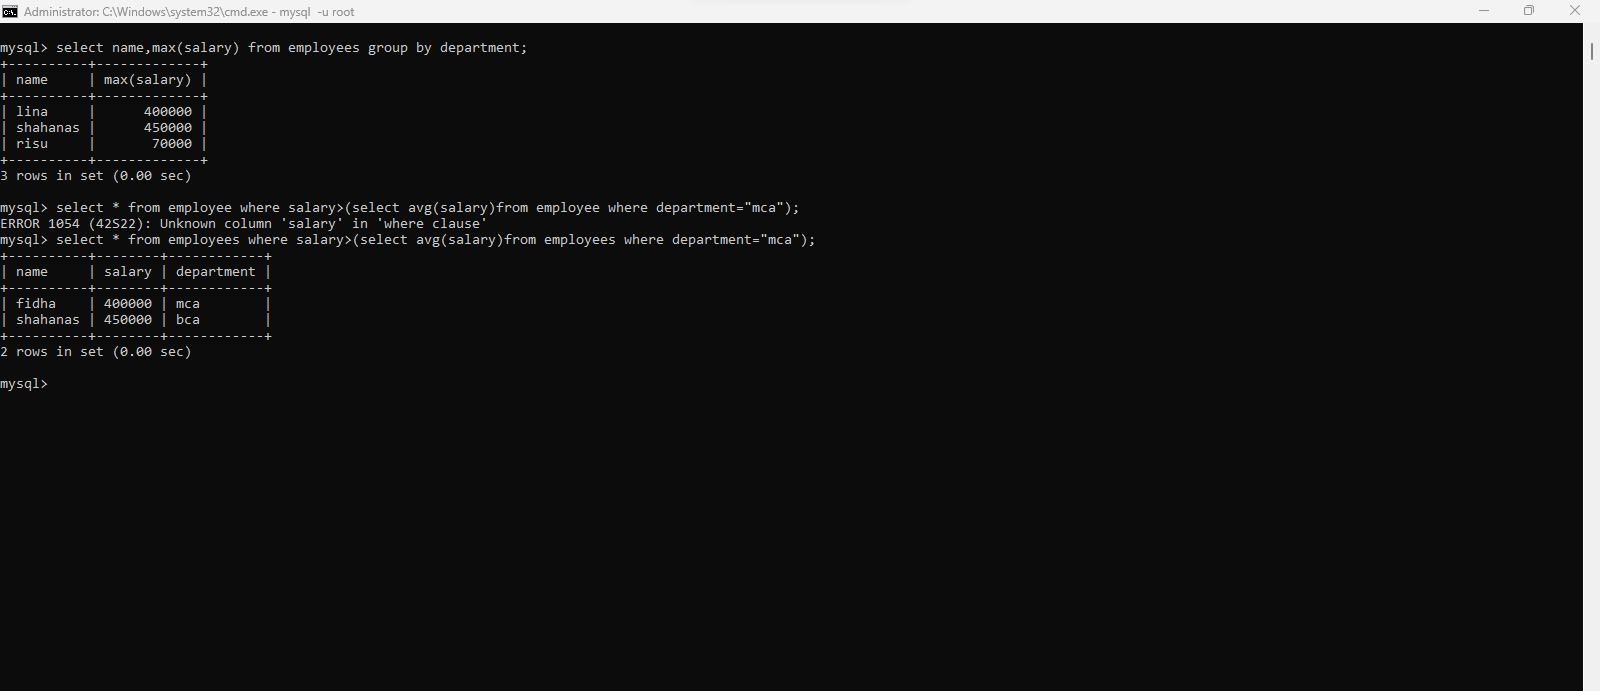 Administrator: C:\Windows\system32\cmd.exe - mysql  -u root
mysql> select name,max(salary) from employees group by department;
+----------+-------------+
| name     | max(salary) |
+----------+-------------+
| lina     |      400000 |
| shahanas |      450000 |
| risu     |       70000 |
+----------+-------------+
3 rows in set (0.00 sec)
mysql> select * from employee where salary>(select avg(salary)from employee where department="mca");
ERROR 1054 (42S22): Unknown column 'salary' in 'where clause'
mysql> select * from employees where salary>(select avg(salary)from employees where department="mca");
+----------+--------+------------+
| name     | salary | department |
+----------+--------+------------+
| fidha    | 400000 | mca        |
| shahanas | 450000 | bca        |
+----------+--------+------------+
2 rows in set (0.00 sec)
mysql>